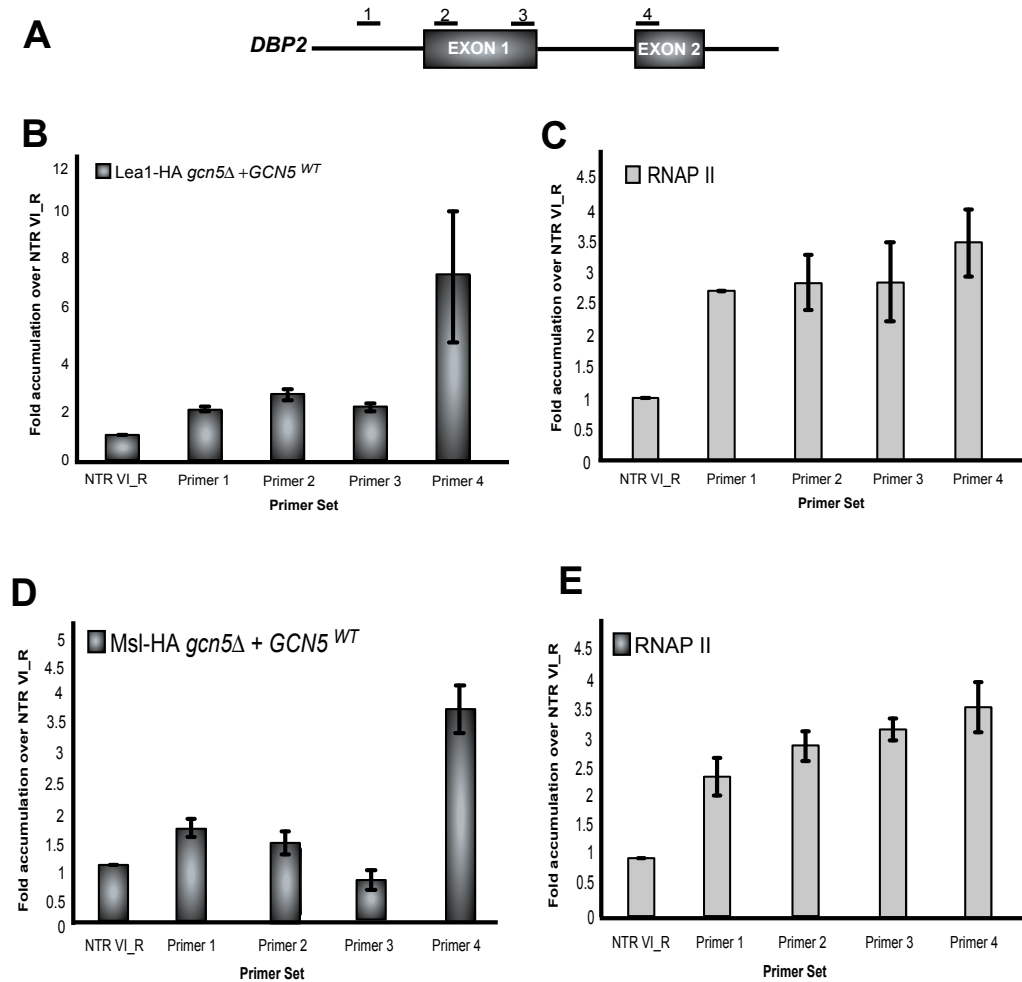 A
1 2 3 4
DBP2 EXON 1 EXON 2
B
Lea1-HA gcn5Δ +GCN5 WT
Fold accumulation over NTR VI_R
12
10
8
6
4
2
0
NTR VI_R Primer 1 Primer 2 Primer 3 Primer 4
Primer Set
C
RNAP II
Fold accumulation over NTR VI_R
4.5
4
3.5
3
2.5
2
1.5
1
0.5
0
NTR VI_R Primer 1 Primer 2 Primer 3 Primer 4
Primer Set
D
Msl-HA gcn5Δ + GCN5 WT
Fold accumulation over NTR VI_R
5
4.5
4
3.5
3
2.5
2
1.5
1
0.5
0
NTR VI_R Primer 1 Primer 2 Primer 3 Primer 4
Primer Set
E
RNAP II
Fold accumulation over NTR VI_R
4.5
4
3.5
3
2.5
2
1.5
1
0.5
0
NTR VI_R Primer 1 Primer 2 Primer 3 Primer 4
Primer Set